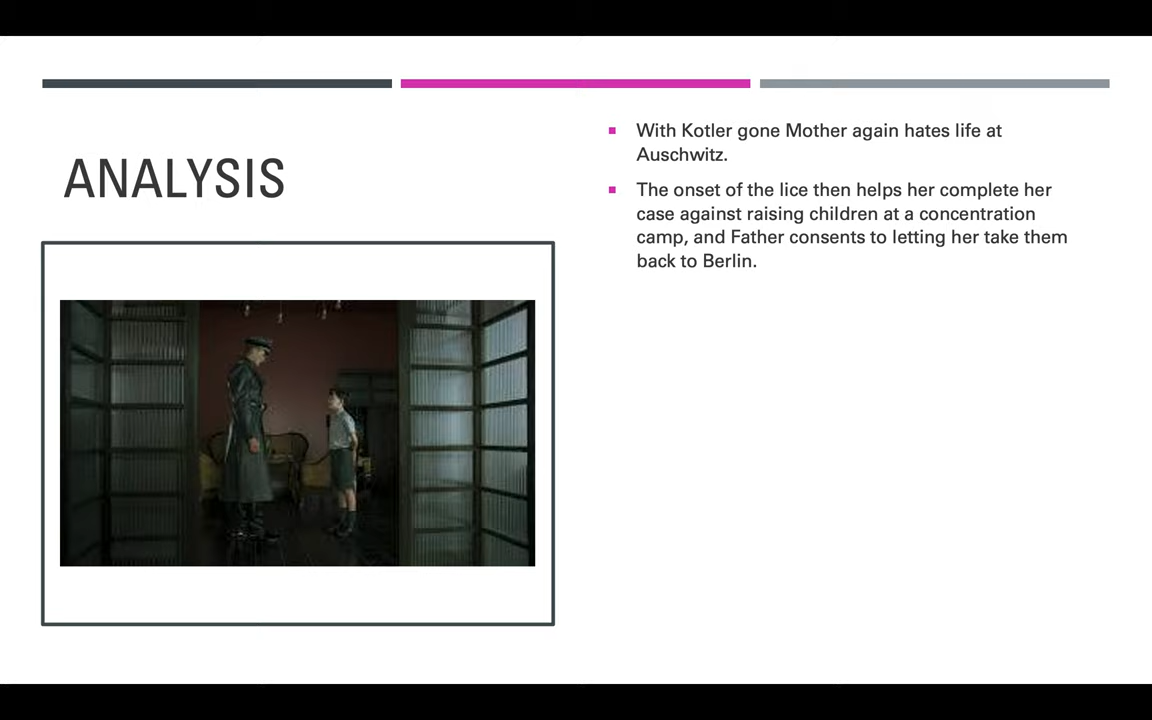 ANALYSIS
With Kotler gone Mother again hates life at
Auschwitz.
The onset of the lice then helps her complete her
case against raising children at a concentration
camp, and Father consents to letting her take them
back to Berlin.